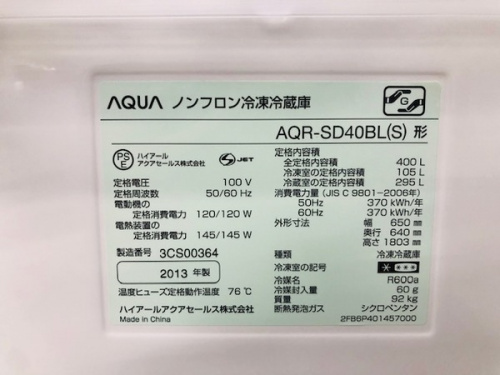 AQUA ノンフロン冷凍冷蔵庫
G
AQR-SD40BL(S) 形
PS E ハイアール アクアセールス株式会社 S JET
定格電圧 100 V
定格周波数 50/60 Hz
電動機の
定格消費電力 120/120 W
電熱装置の
定格消費電力 145/145 W
製造番号 3CS00364
2013 年製
温度ヒューズ定格動作温度 76℃
ハイアールアクアセールス株式会社
Made in China
定格内容積
全定格内容積 400 L
冷凍室の定格内容積 105 L
冷蔵室の定格内容積 295 L
消費電力量(JIS C 9801-2006年)
50Hz 370 kWh/年
60Hz 370 kWh/年
外形寸法 幅 650 mm
奥行 640 mm
高さ 1803 mm
種類 冷凍冷蔵庫
冷凍室の記号
冷媒名 R600a
冷媒封入量 60 g
質量 92 kg
断熱発泡ガス シクロペンタン
2FB6P401457000